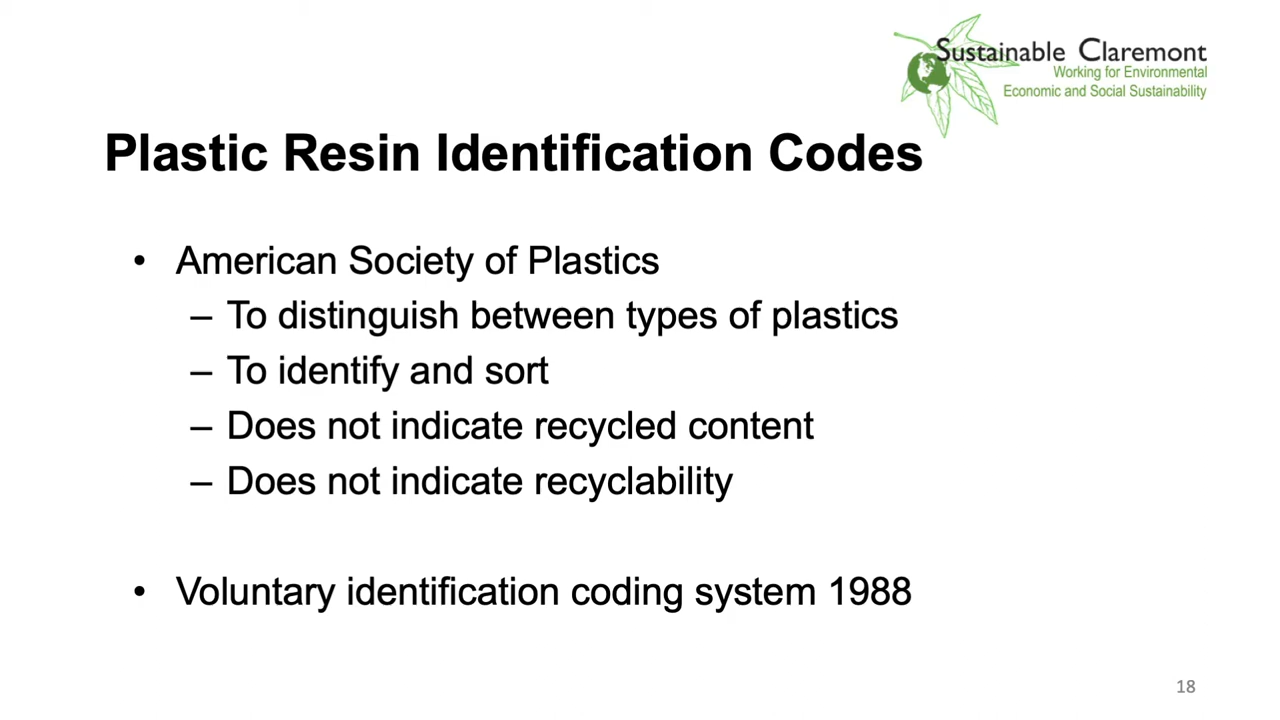 Sustainable Claremont
Working for Environmental
Economic and Social Sustainability
Plastic Resin Identification Codes
• American Society of Plastics
– To distinguish between types of plastics
– To identify and sort
– Does not indicate recycled content
– Does not indicate recyclability
• Voluntary identification coding system 1988
18